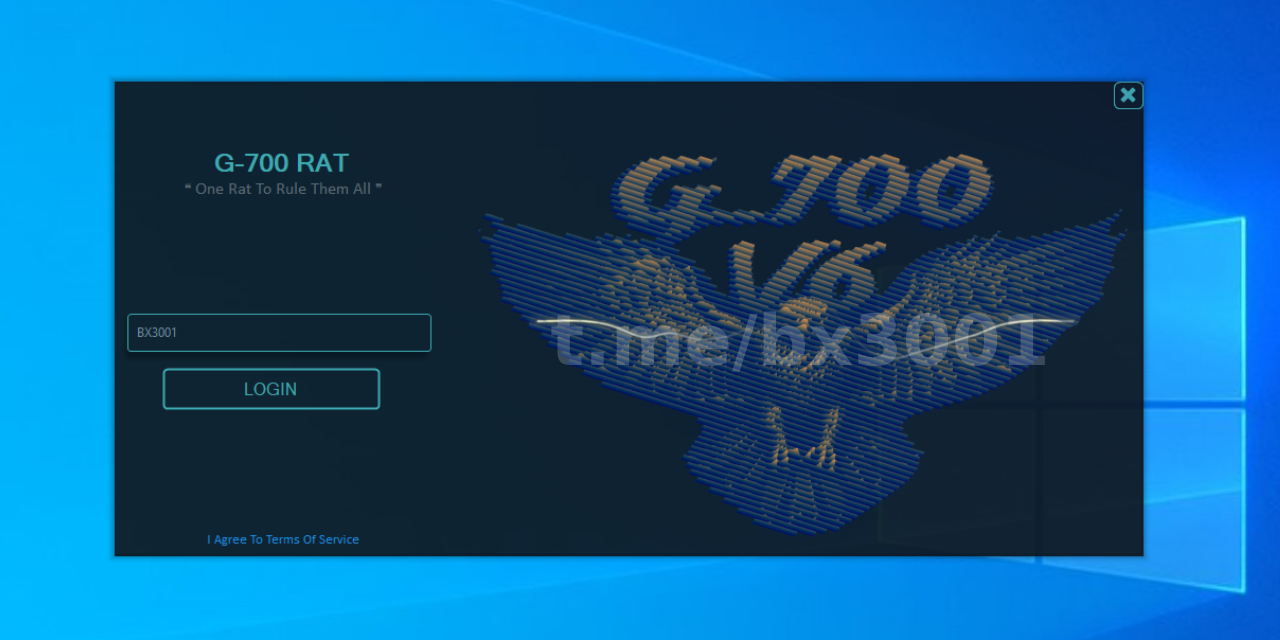 G-700 RAT
❝ One Rat To Rule Them All ❞
G-700
V6
t.me/bx3001
BX3001
LOGIN
I Agree To Terms Of Service